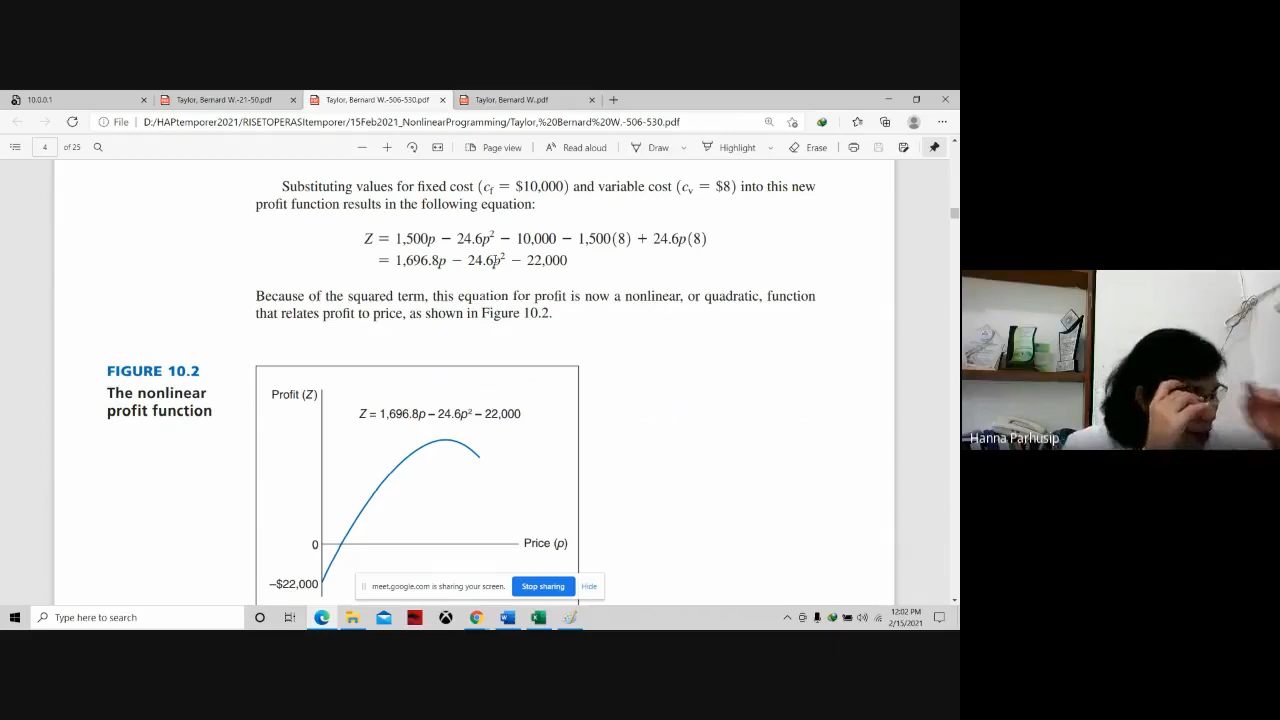 10.0.0.1
Taylor, Bernard W.-21-50.pdf
Taylor, Bernard W.-506-530.pdf
Taylor, Bernard W..pdf
File
D:/HAPtemporer2021/RISETOPERASItemporer/15Feb2021_NonlinearProgramming/Taylor,%20Bernard%20W.-506-530.pdf
4 of 25
Page view
Read aloud
Draw
Highlight
Erase
Substituting values for fixed cost (cf = $10,000) and variable cost (cv = $8) into this new
profit function results in the following equation:
Z = 1,500p − 24.6p² − 10,000 − 1,500(8) + 24.6p(8)
= 1,696.8p − 24.6p² − 22,000
Because of the squared term, this equation for profit is now a nonlinear, or quadratic, function
that relates profit to price, as shown in Figure 10.2.
FIGURE 10.2
The nonlinear
profit function
Profit (Z)
Z = 1,696.8p − 24.6p² − 22,000
0
Price (p)
−$22,000
meet.google.com is sharing your screen.
Stop sharing
Hide
Type here to search
12:02 PM
2/15/2021
Hanna Parhusip